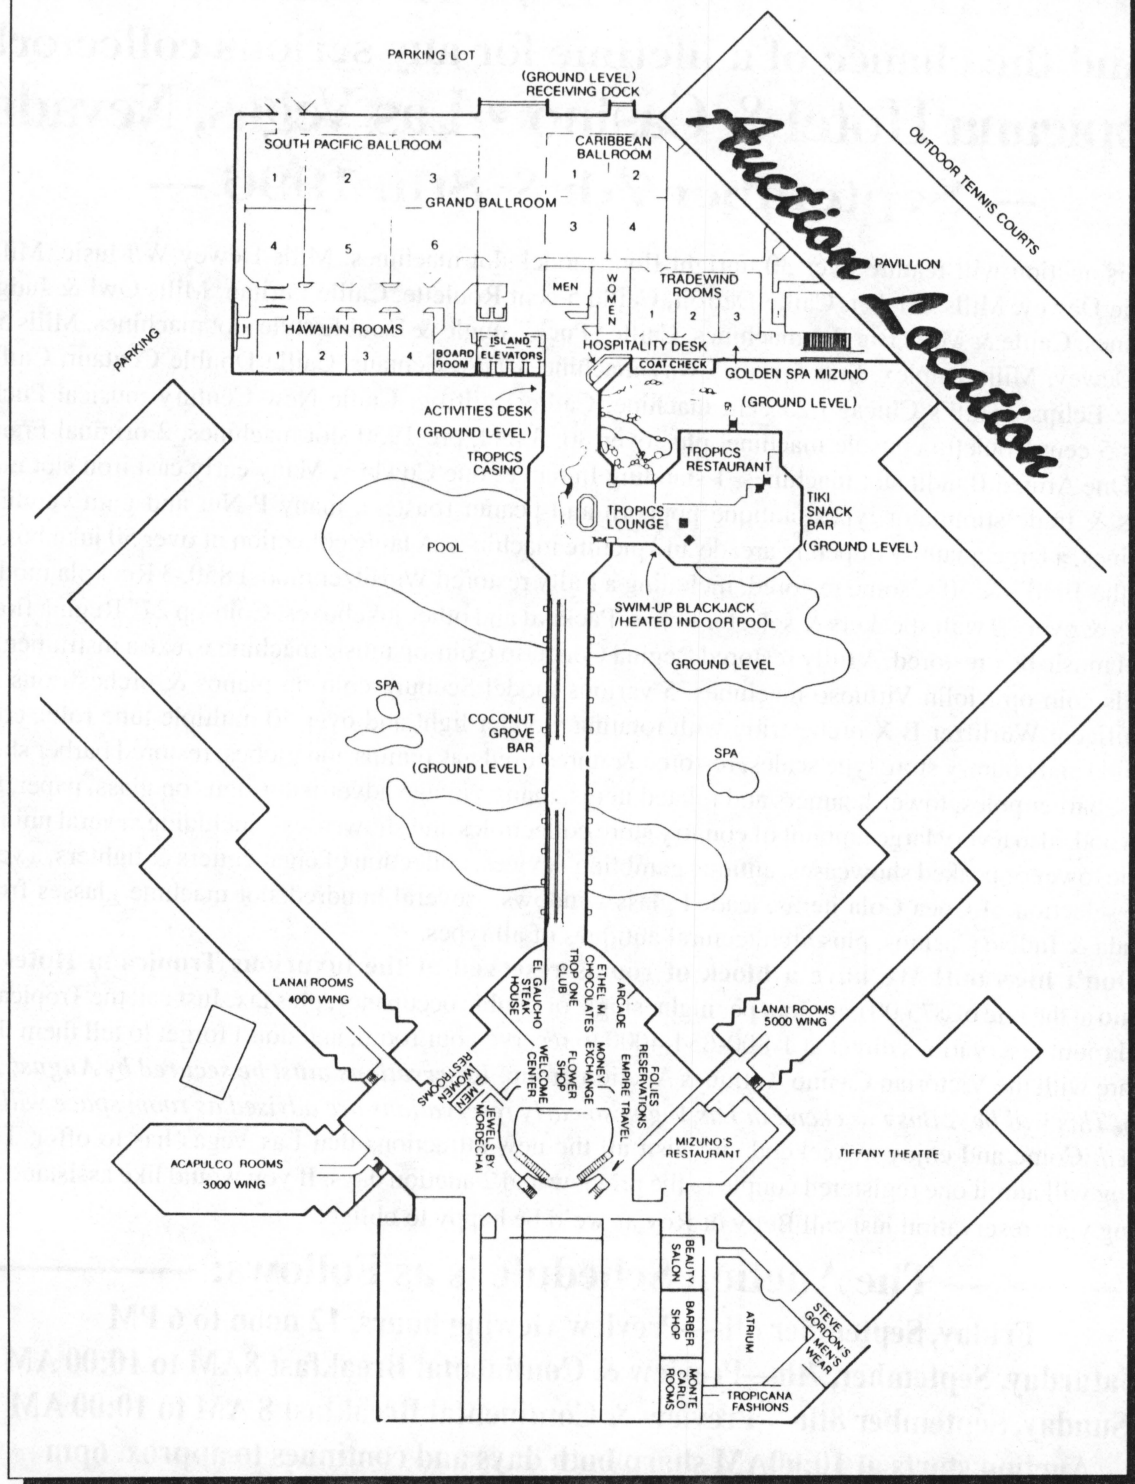 PARKING LOT
(GROUND LEVEL)
RECEIVING DOCK
SOUTH PACIFIC BALLROOM
CARIBBEAN
BALLROOM
1
2
3
1
2
GRAND BALLROOM
3
4
4
5
6
Auction Location
OUTDOOR TENNIS COURTS
PAVILLION
MEN
WOMEN
TRADEWIND
ROOMS
1
2
3
1
HAWAIIAN ROOMS
1
2
3
4
BOARD
ROOM
ISLAND
ELEVATORS
HOSPITALITY DESK
COATCHECK
GOLDEN SPA MIZUNO
(GROUND LEVEL)
PARKING
ACTIVITIES DESK
(GROUND LEVEL)
TROPICS
CASINO
TROPICS
RESTAURANT
TROPICS
LOUNGE
TIKI
SNACK
BAR
(GROUND LEVEL)
POOL
SWIM-UP BLACKJACK
/HEATED INDOOR POOL
GROUND LEVEL
SPA
COCONUT
GROVE
BAR
(GROUND LEVEL)
SPA
LANAI ROOMS
4000 WING
LANAI ROOMS
5000 WING
EL GAUCHO
STEAK
HOUSE
TROP ONE
CLUB
ETHEL M
CHOCOLATES
ARCADE
WELCOME
CENTER
FLOWER
SHOP
MONEY
EXCHANGE
EMPIRE TRAVEL
FOLIES
RESERVATIONS
RESTROOMS
WOMEN
MEN
JEWELS BY
MORDECHAI
MIZUNO'S
RESTAURANT
TIFFANY THEATRE
ACAPULCO ROOMS
3000 WING
BEAUTY
SALON
BARBER
SHOP
MONTE
CARLO
ROOMS
ATRIUM
STEVE
GORDON'S
MEN'S
WEAR
TROPICANA
FASHIONS